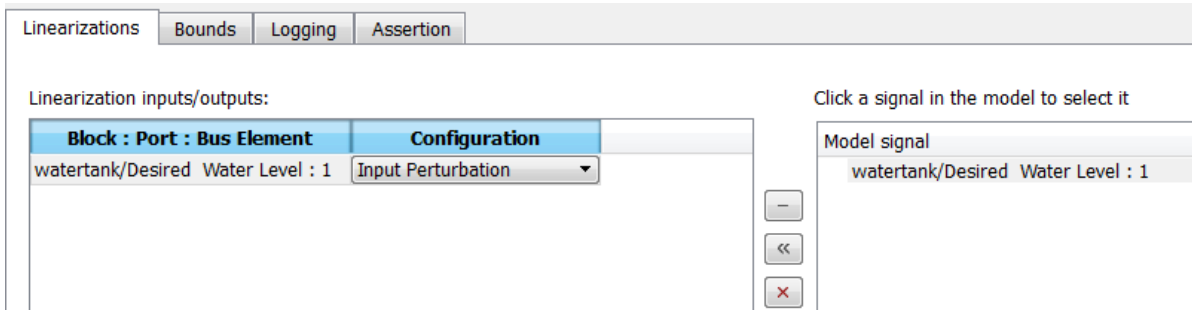 Linearizations Bounds Logging Assertion
Linearization inputs/outputs: Click a signal in the model to select it
Block : Port : Bus Element Configuration Model signal
watertank/Desired Water Level : 1 Input Perturbation watertank/Desired Water Level : 1